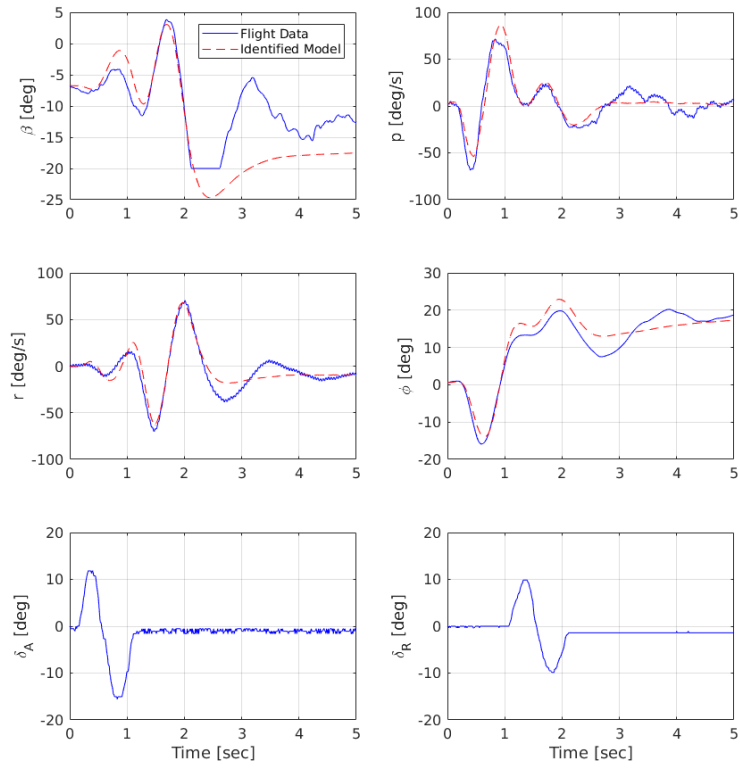 5
0
-5
-10
-15
-20
-25
β [deg]
0 1 2 3 4 5
Flight Data
Identified Model
100
50
0
-50
-100
p [deg/s]
0 1 2 3 4 5
100
50
0
-50
-100
r [deg/s]
0 1 2 3 4 5
30
20
10
0
-10
-20
ϕ [deg]
0 1 2 3 4 5
20
10
0
-10
-20
δA [deg]
0 1 2 3 4 5
Time [sec]
20
10
0
-10
-20
δR [deg]
0 1 2 3 4 5
Time [sec]